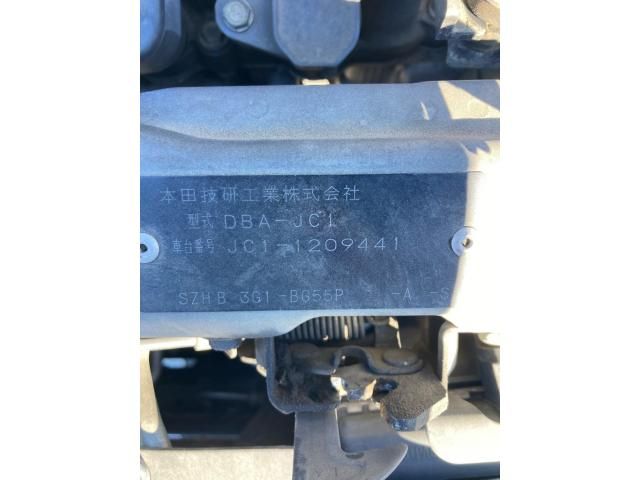 本田技研工業株式会社
型式 DBA-JC1
車台番号 JC1-1209441
SZHB 3G1-BG55P -A -S